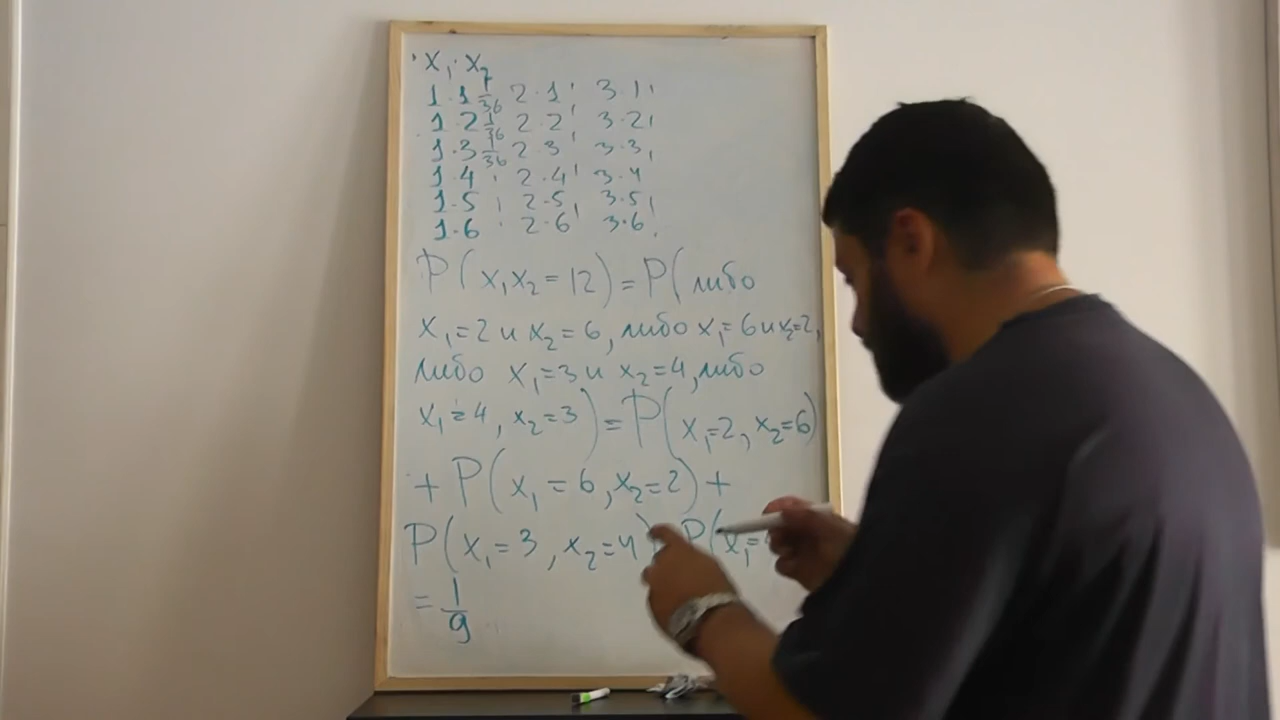 x₁·x₂
1·1 1/36 2·1 3·1
1·2 1/36 2·2 3·2
1·3 1/36 2·3 3·3
1·4 2·4 3·4
1·5 2·5 3·5
1·6 2·6 3·6
P(x₁x₂=12)=P(либо
x₁=2 и x₂=6, либо x₁=6 и x₂=2,
либо x₁=3 и x₂=4, либо
x₁=4, x₂=3)=P(x₁=2, x₂=6)
+P(x₁=6, x₂=2)+
P(x₁=3, x₂=4) P(x₁=
=1/9